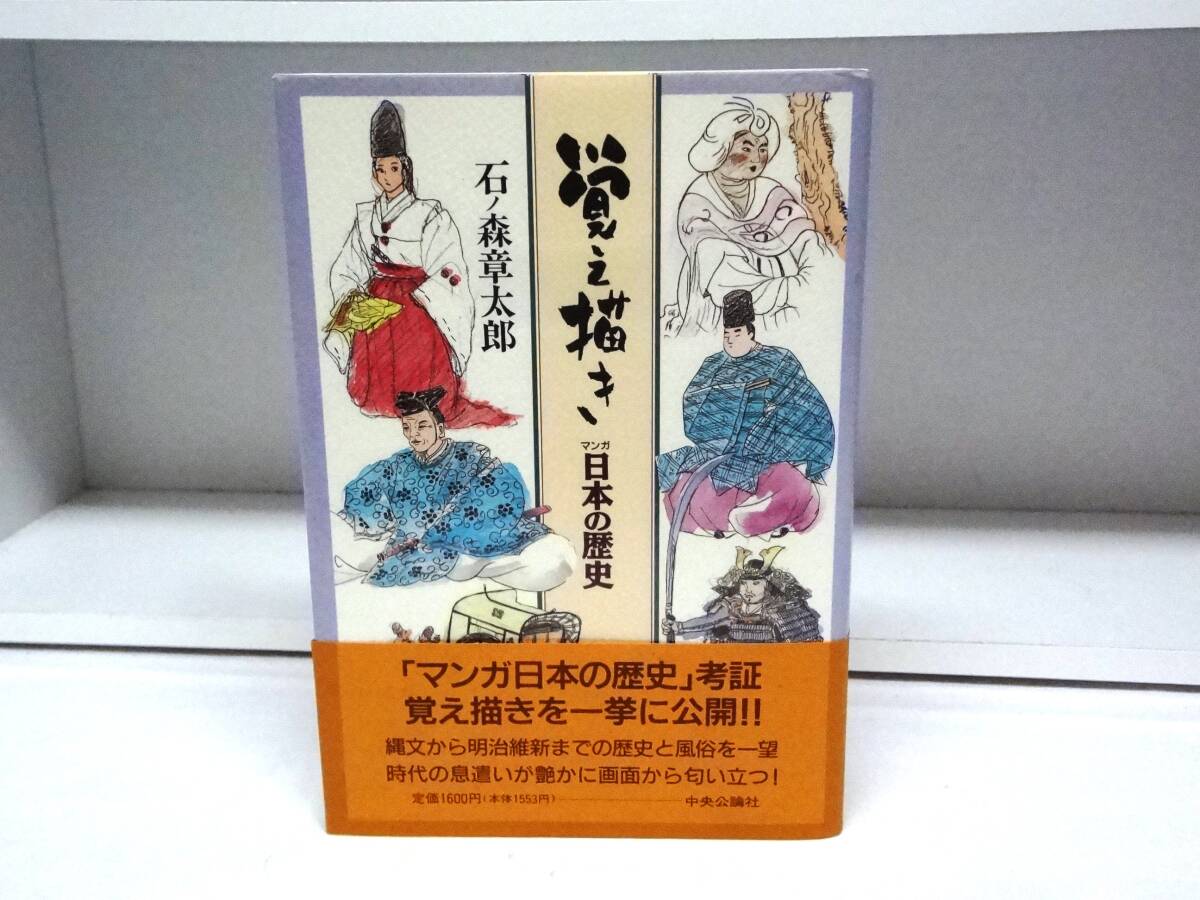 覚え描き
マンガ
日本の歴史
石ノ森章太郎
「マンガ日本の歴史」考証
覚え描きを一挙に公開!!
縄文から明治維新までの歴史と風俗を一望
時代の息遣いが艶かに画面から匂い立つ!
定価1600円(本体1553円) 中央公論社